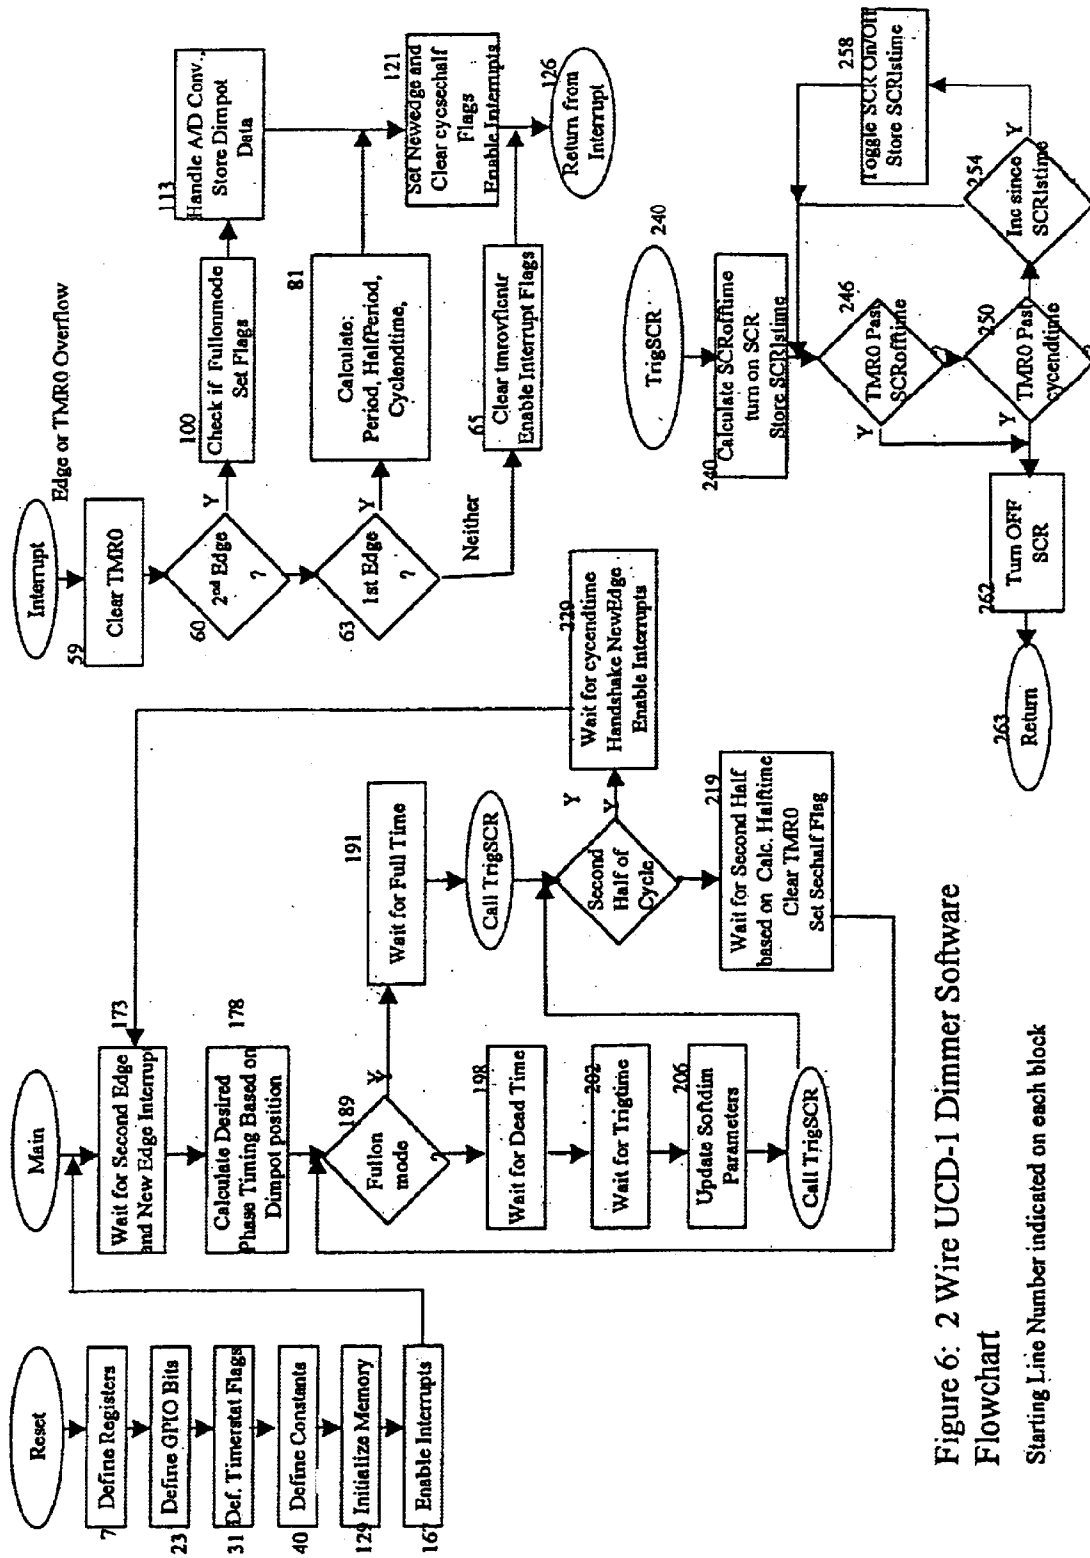 Reset
7 Define Registers
23 Define GPIO Bits
31 Def. Timerstat Flags
40 Define Constants
129 Initialize Memory
167 Enable Interrupts
Main
173
Wait for Second Edge
and New Edge Interrupt
178
Calculate Desired
Phase Timing Based on
Dimpot position
189
Fullon
mode
?
Y
191
Wait for Full Time
Call TrigSCR
198
Wait for Dead Time
202
Wait for Trigtime
206
Update Softdim
Parameters
Call TrigSCR
Second
Half of
Cycle
Y
Y
229
Wait for cycendtime
Handshake NewEdge
Enable Interrupts
219
Wait for Second Half
based on Calc. Halftime
Clear TMR0
Set Sechalf Flag
Interrupt
Edge or TMR0 Overflow
59
Clear TMR0
60
2nd Edge
?
Y
100
Check if Fullonmode
Set Flags
113
Handle A/D Conv.,
Store Dimpot
Data
63
1st Edge
?
Y
81
Calculate:
Period, HalfPeriod,
Cyclendtime,
Neither
65
Clear tmrovflcntr
Enable Interrupt Flags
121
Set Newedge and
Clear cycsechalf
Flags
Enable Interrupts
126
Return from
Interrupt
TrigSCR
240
240
Calculate SCRofftime
turn on SCR
Store SCRlstime
246
TMR0 Past
SCRofftime
?
Y
250
TMR0 Past
cycendtime
?
Y
254
Inc since
SCRlstime
Y
258
Toggle SCR On/Off
Store SCRlstime
262
Turn OFF
SCR
263
Return
Figure 6: 2 Wire UCD-1 Dimmer Software
Flowchart
Starting Line Number indicated on each block